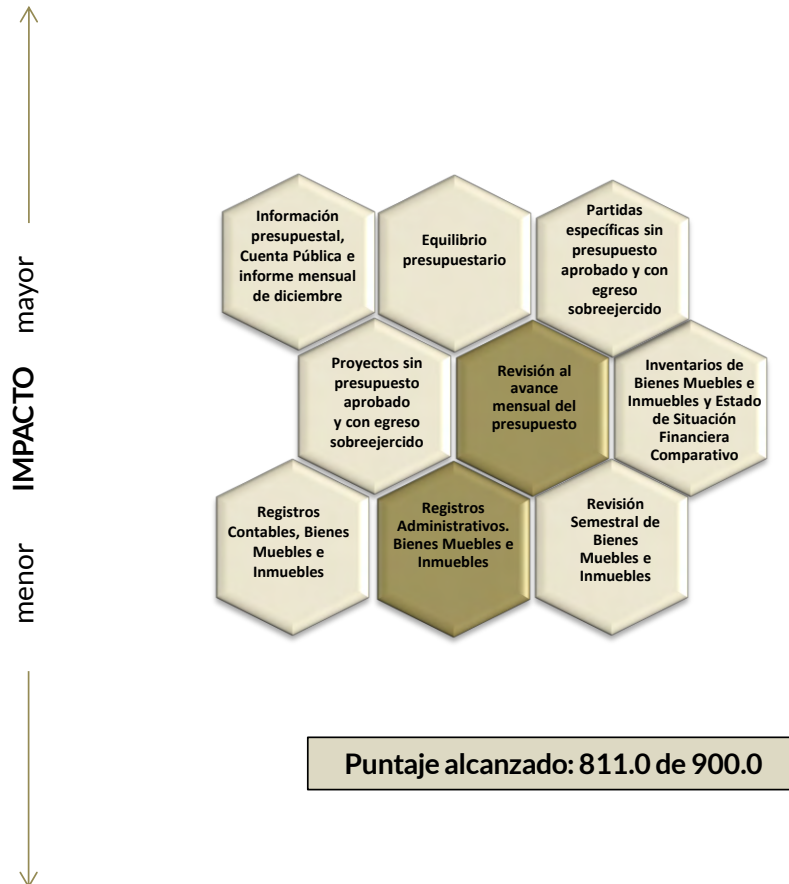 mayor
IMPACTO
menor
Información
presupuestal,
Cuenta Pública e
informe mensual
de diciembre
Equilibrio
presupuestario
Partidas
específicas sin
presupuesto
aprobado y con
egreso
sobreejercido
Proyectos sin
presupuesto
aprobado
y con egreso
sobreejercido
Revisión al
avance
mensual del
presupuesto
Inventarios de
Bienes Muebles e
Inmuebles y Estado
de Situación
Financiera
Comparativo
Registros
Contables, Bienes
Muebles e
Inmuebles
Registros
Administrativos.
Bienes Muebles e
Inmuebles
Revisión
Semestral de
Bienes
Muebles e
Inmuebles
Puntaje alcanzado: 811.0 de 900.0